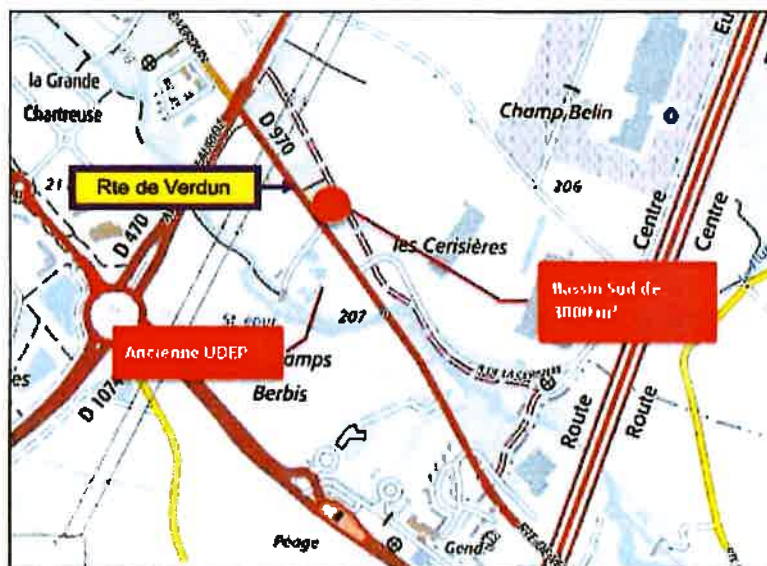 la Grande
Chartreuse
D 970
Champ Belin
206
Rte de Verdun
21
D 470
les Cerisières
Centre
Centre
Bassin Sud de
3000 m³
207
Ancienne UDEP
Berbis
D 1074
Route
Route
Péage
Gend